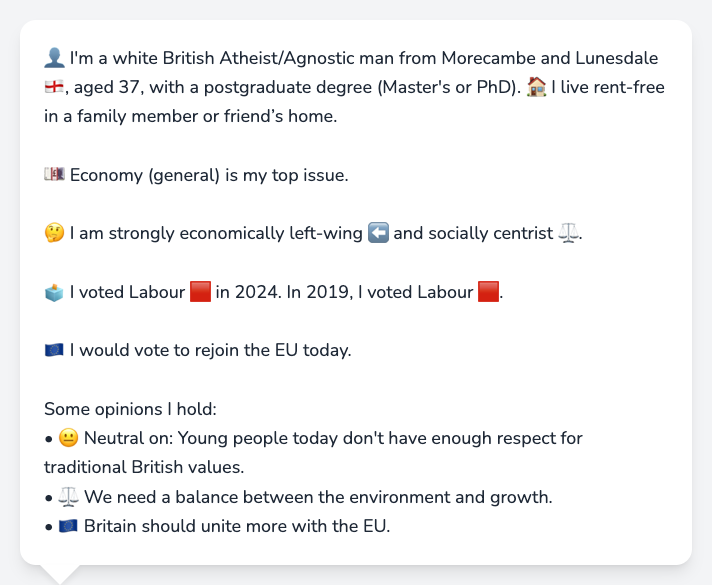 👤 I'm a white British Atheist/Agnostic man from Morecambe and Lunesdale
🏴󠁧󠁢󠁥󠁮󠁧󠁿, aged 37, with a postgraduate degree (Master's or PhD). 🏠 I live rent-free
in a family member or friend’s home.
💷 Economy (general) is my top issue.
🤔 I am strongly economically left-wing ⬅️ and socially centrist ⚖️.
🗳️ I voted Labour 🟥 in 2024. In 2019, I voted Labour 🟥.
🇪🇺 I would vote to rejoin the EU today.
Some opinions I hold:
• 😐 Neutral on: Young people today don't have enough respect for
traditional British values.
• ⚖️ We need a balance between the environment and growth.
• 🇪🇺 Britain should unite more with the EU.